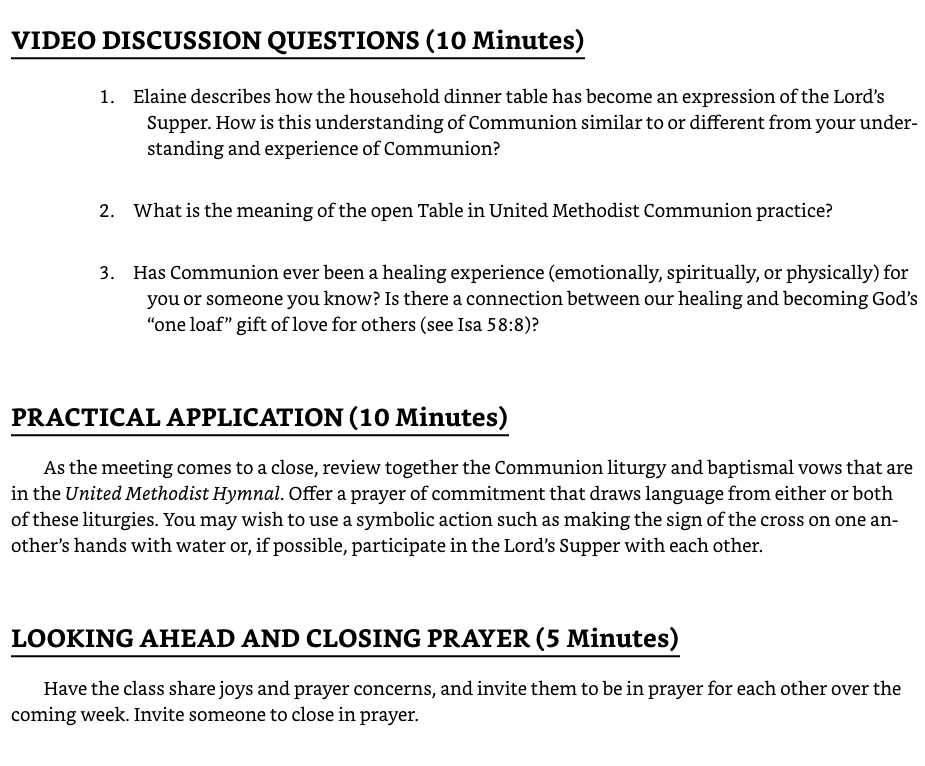 VIDEO DISCUSSION QUESTIONS (10 Minutes)
1. Elaine describes how the household dinner table has become an expression of the Lord’s
Supper. How is this understanding of Communion similar to or different from your under-
standing and experience of Communion?
2. What is the meaning of the open Table in United Methodist Communion practice?
3. Has Communion ever been a healing experience (emotionally, spiritually, or physically) for
you or someone you know? Is there a connection between our healing and becoming God’s
“one loaf” gift of love for others (see Isa 58:8)?
PRACTICAL APPLICATION (10 Minutes)
As the meeting comes to a close, review together the Communion liturgy and baptismal vows that are
in the United Methodist Hymnal. Offer a prayer of commitment that draws language from either or both
of these liturgies. You may wish to use a symbolic action such as making the sign of the cross on one an-
other’s hands with water or, if possible, participate in the Lord’s Supper with each other.
LOOKING AHEAD AND CLOSING PRAYER (5 Minutes)
Have the class share joys and prayer concerns, and invite them to be in prayer for each other over the
coming week. Invite someone to close in prayer.